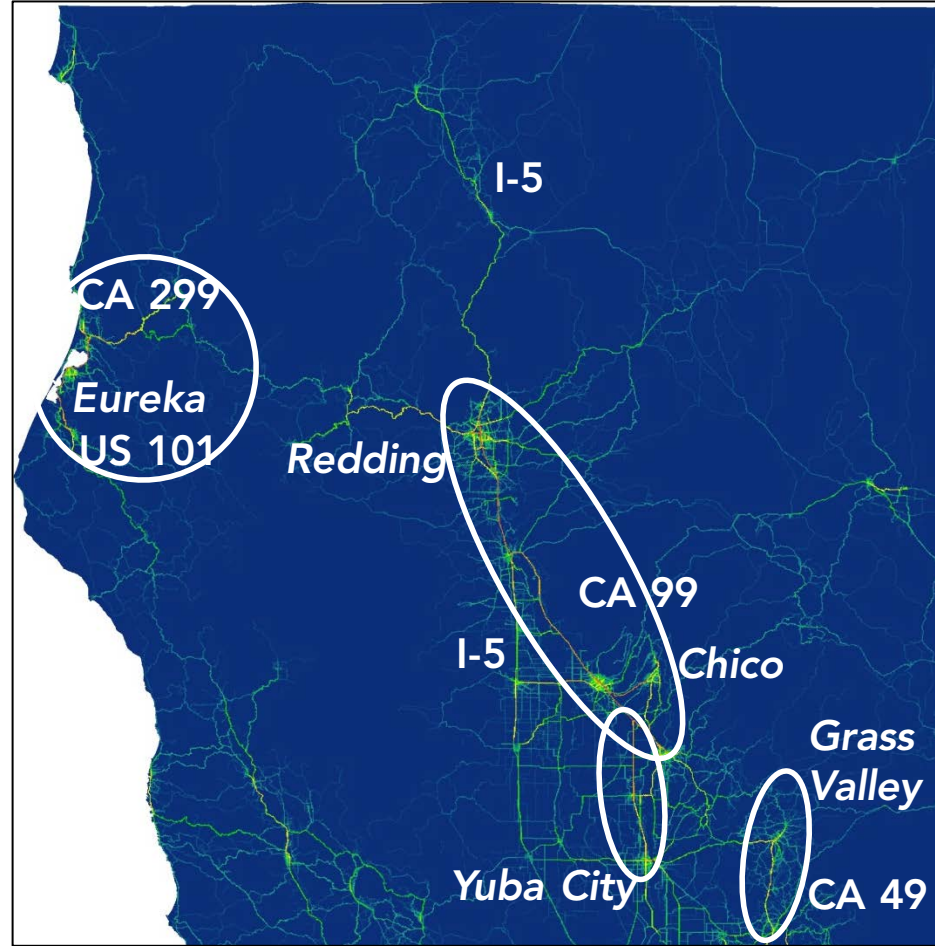 I-5
CA 299
Eureka
US 101
Redding
CA 99
I-5
Chico
Grass
Valley
Yuba City
CA 49